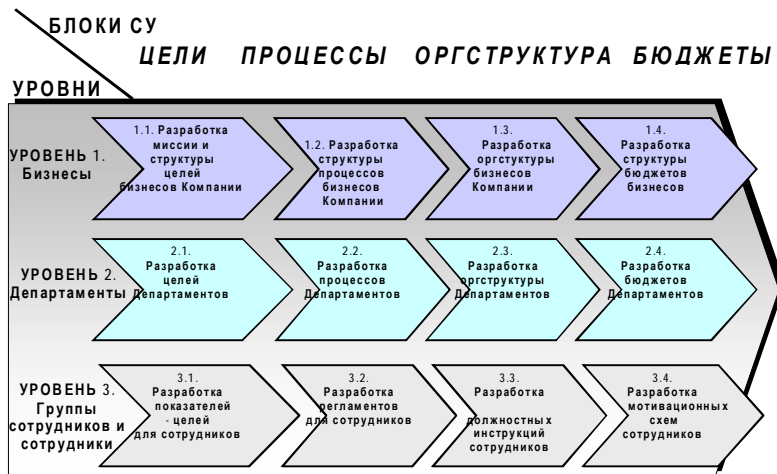 БЛОКИ СУ
ЦЕЛИ ПРОЦЕССЫ ОРГСТРУКТУРА БЮДЖЕТЫ
УРОВНИ
УРОВЕНЬ 1.
Бизнесы
1.1. Разработка
миссии и
структуры
целей
бизнесов Компании
1.2. Разработка
структуры
процессов
бизнесов
Компании
1.3.
Разработка
оргстуктуры
бизнесов
Компании
1.4.
Разработка
структуры
бюджетов
бизнесов
УРОВЕНЬ 2.
Департаменты
2.1.
Разработка
целей
Департаментов
2.2.
Разработка
процессов
Департаментов
2.3.
Разработка
оргструктуры
Департаментов
2.4.
Разработка
бюджетов
Департаментов
УРОВЕНЬ 3.
Группы
сотрудников и
сотрудники
3.1.
Разработка
показателей
- целей
для сотрудников
3.2.
Разработка
регламентов
для сотрудников
3.3.
Разработка
должностных
инструкций
сотрудников
3.4.
Разработка
мотивационных
схем
сотрудников